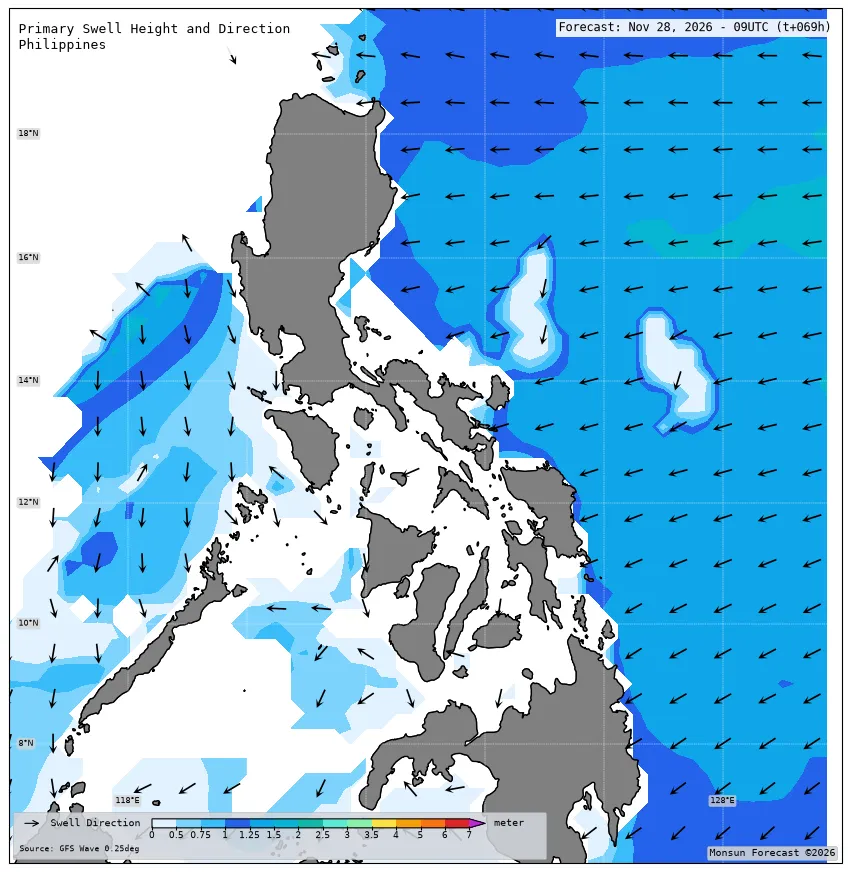 Primary Swell Height and Direction
Philippines
Forecast: Nov 28, 2026 - 09UTC (t+069h)
18°N
16°N
14°N
12°N
10°N
8°N
118°E
128°E
Swell Direction
0 0.5 0.75 1 1.25 1.5 2 2.5 3 3.5 4 5 6 7
meter
Source: GFS Wave 0.25deg
Monsun Forecast ©2026